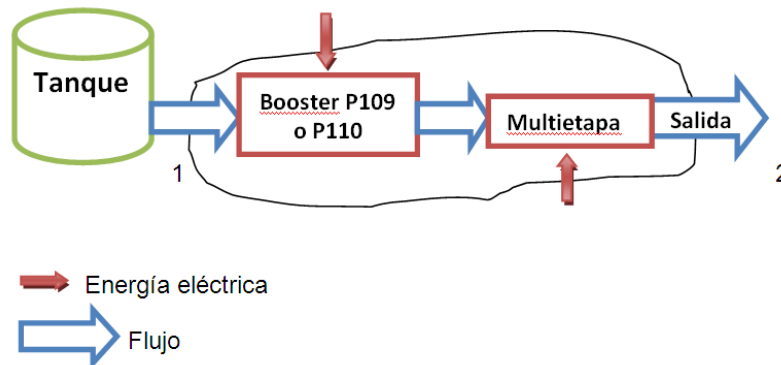 Tanque
Booster P109
o P110
Multietapa
Salida
1
2
Energía eléctrica
Flujo